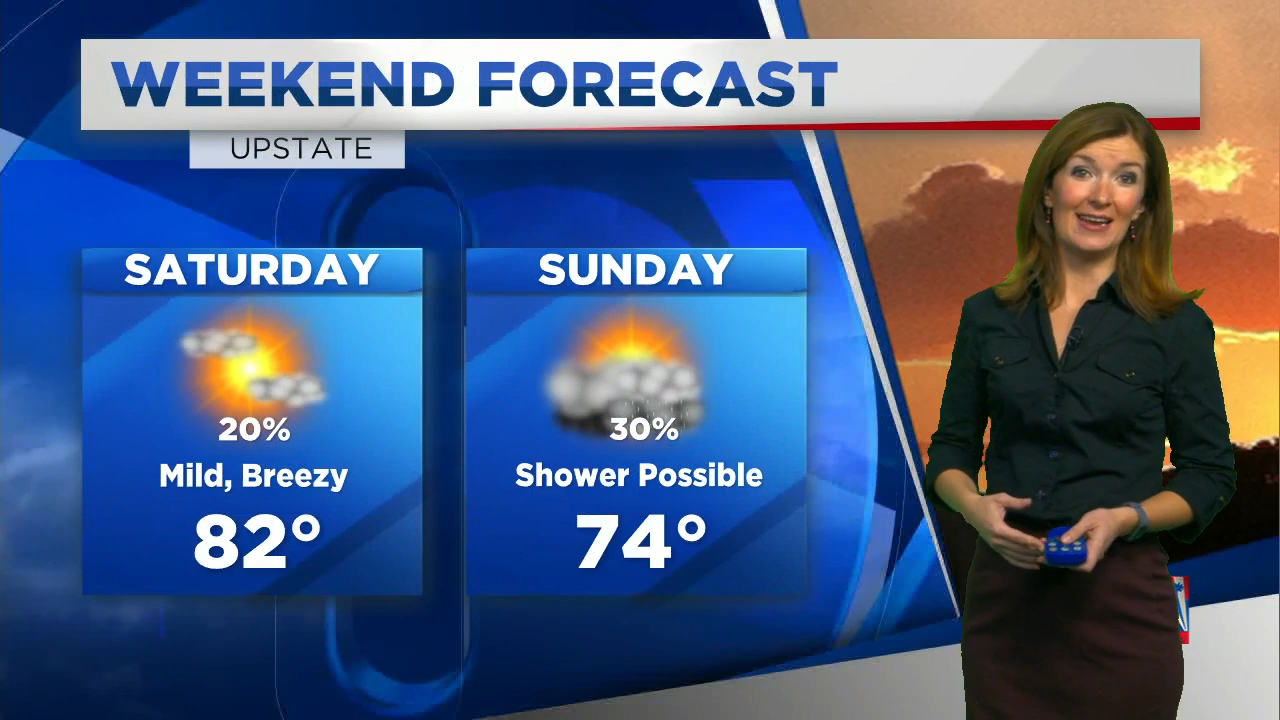 WEEKEND FORECAST
UPSTATE
SATURDAY
20%
Mild, Breezy
82°
SUNDAY
30%
Shower Possible
74°